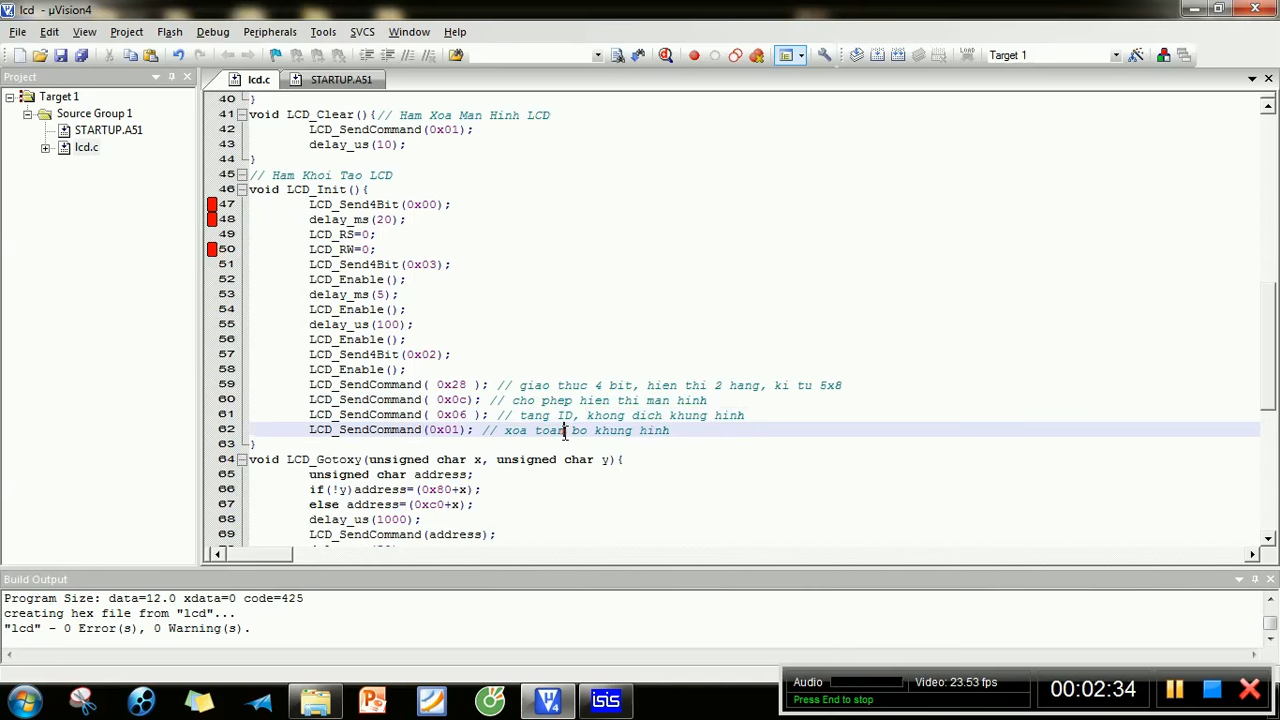 lcd - µVision4
File Edit View Project Flash Debug Peripherals Tools SVCS Window Help
LOAD Target 1
Project
lcd.c STARTUP.A51
Target 1
Source Group 1
STARTUP.A51
lcd.c
40 }
41 void LCD_Clear(){// Ham Xoa Man Hinh LCD
42 LCD_SendCommand(0x01);
43 delay_us(10);
44 }
45 // Ham Khoi Tao LCD
46 void LCD_Init(){
47 LCD_Send4Bit(0x00);
48 delay_ms(20);
49 LCD_RS=0;
50 LCD_RW=0;
51 LCD_Send4Bit(0x03);
52 LCD_Enable();
53 delay_ms(5);
54 LCD_Enable();
55 delay_us(100);
56 LCD_Enable();
57 LCD_Send4Bit(0x02);
58 LCD_Enable();
59 LCD_SendCommand( 0x28 ); // giao thuc 4 bit, hien thi 2 hang, ki tu 5x8
60 LCD_SendCommand( 0x0c); // cho phep hien thi man hinh
61 LCD_SendCommand( 0x06 ); // tang ID, khong dich khung hinh
62 LCD_SendCommand(0x01); // xoa toan bo khung hinh
63 }
64 void LCD_Gotoxy(unsigned char x, unsigned char y){
65 unsigned char address;
66 if(!y)address=(0x80+x);
67 else address=(0xc0+x);
68 delay_us(1000);
69 LCD_SendCommand(address);
Build Output
Program Size: data=12.0 xdata=0 code=425
creating hex file from "lcd"...
"lcd" - 0 Error(s), 0 Warning(s).
Audio Video: 23.53 fps
Press End to stop
00:02:34
isis